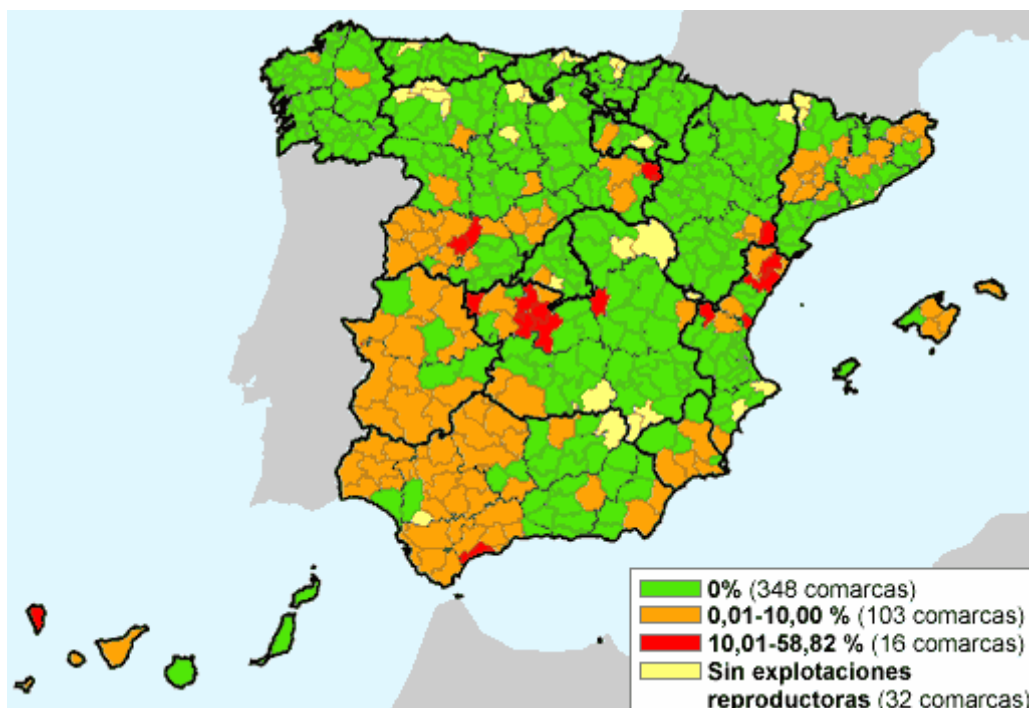 0% (348 comarcas)
0,01-10,00 % (103 comarcas)
10,01-58,82 % (16 comarcas)
Sin explotaciones
reproductoras (32 comarcas)